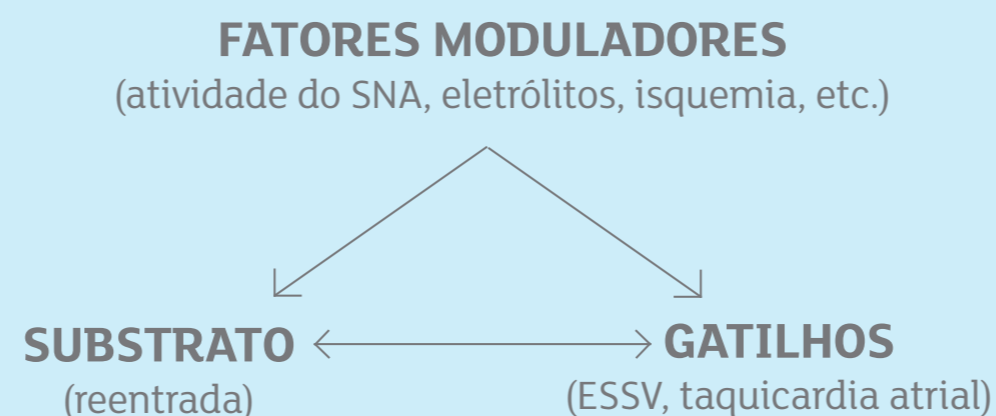 FATORES MODULADORES
(atividade do SNA, eletrólitos, isquemia, etc.)
SUBSTRATO
(reentrada)
GATILHOS
(ESSV, taquicardia atrial)